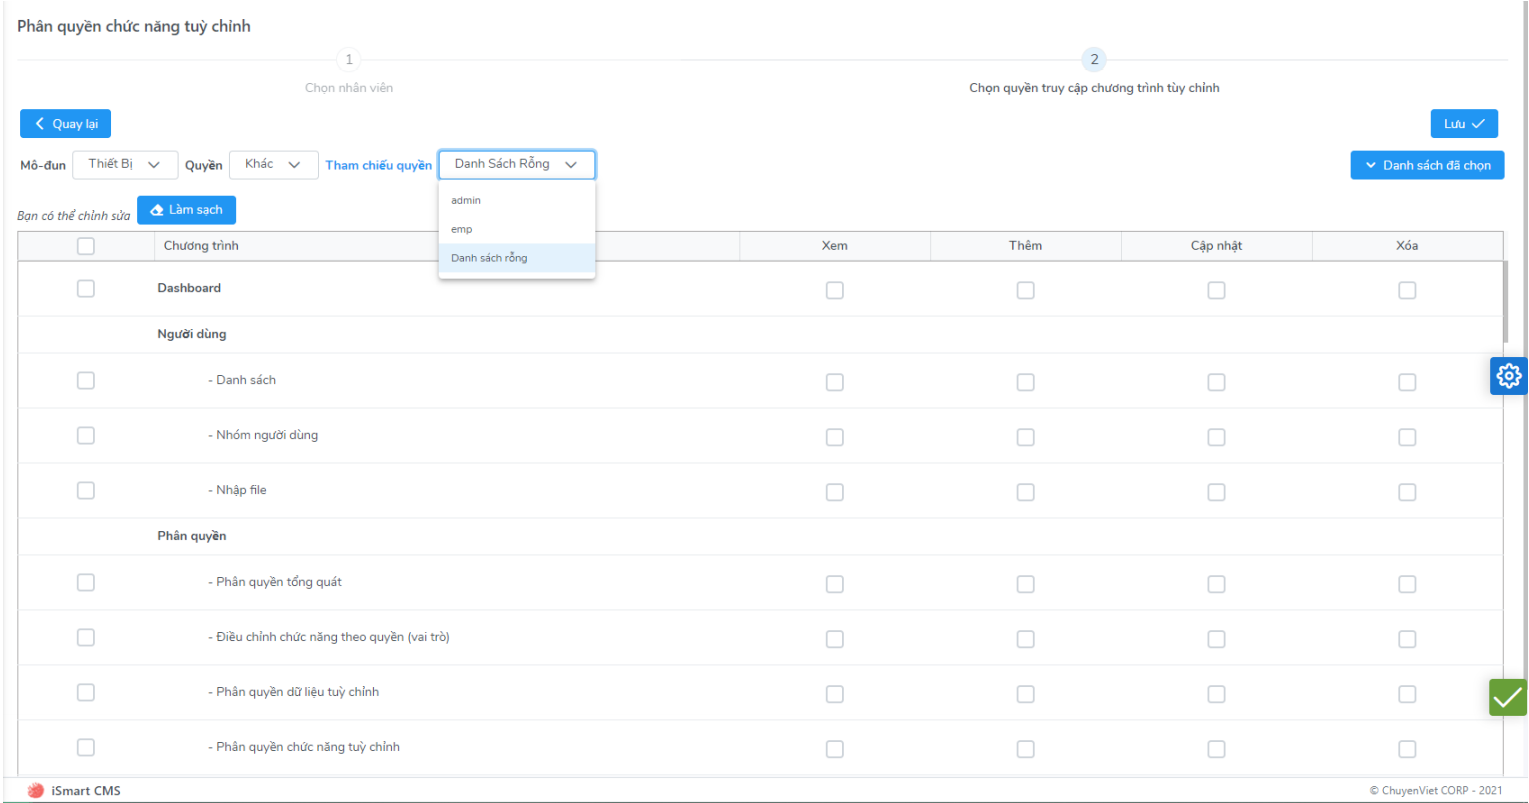 Phân quyền chức năng tuỳ chỉnh
1
2
Chọn nhân viên
Chọn quyền truy cập chương trình tùy chỉnh
Quay lại
Lưu
Mô-đun Thiết Bị Quyền Khác Tham chiếu quyền Danh Sách Rỗng
Danh sách đã chọn
admin
emp
Danh sách rỗng
Bạn có thể chỉnh sửa Làm sạch
Chương trình Xem Thêm Cập nhật Xóa
Dashboard
Người dùng
- Danh sách
- Nhóm người dùng
- Nhập file
Phân quyền
- Phân quyền tổng quát
- Điều chỉnh chức năng theo quyền (vai trò)
- Phân quyền dữ liệu tuỳ chỉnh
- Phân quyền chức năng tuỳ chỉnh
iSmart CMS
© ChuyenViet CORP - 2021